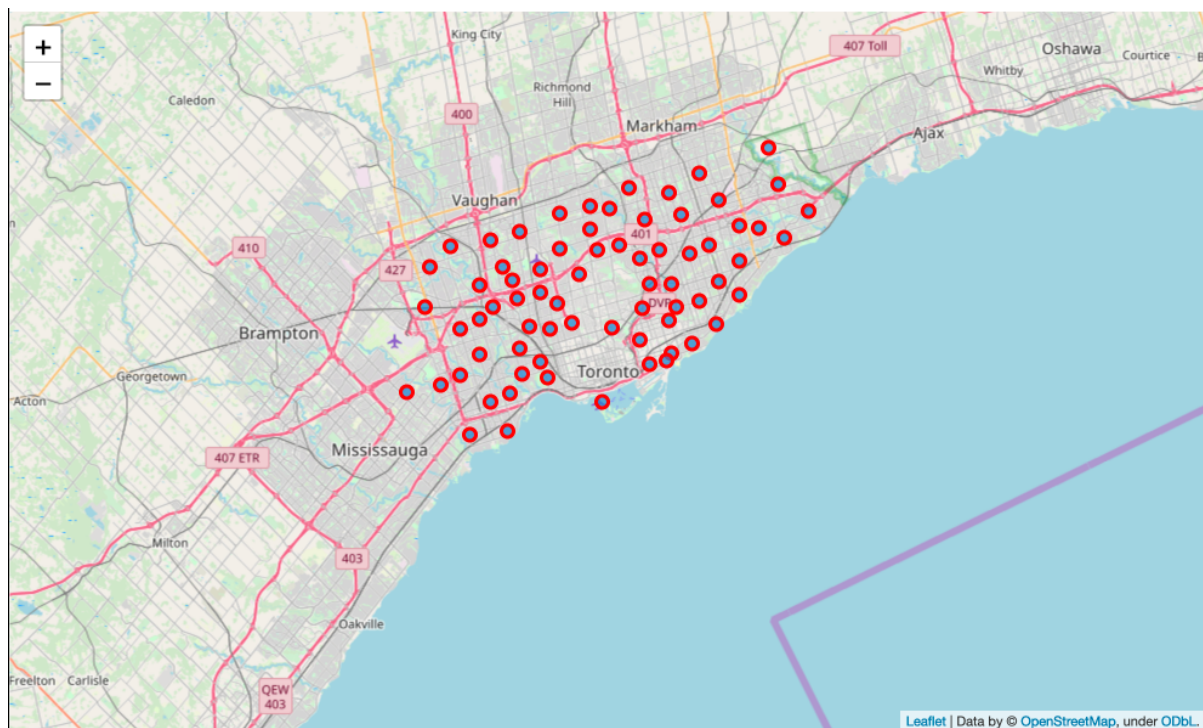 +
−
King City
407 Toll
Oshawa
Courtice
Whitby
Richmond
Hill
Caledon
400
Markham
Ajax
Vaughan
401
410
427
DVP
Brampton
Georgetown
Toronto
Acton
Mississauga
407 ETR
Milton
403
Oakville
Freelton
Carlisle
QEW
403
Leaflet | Data by © OpenStreetMap, under ODbL.